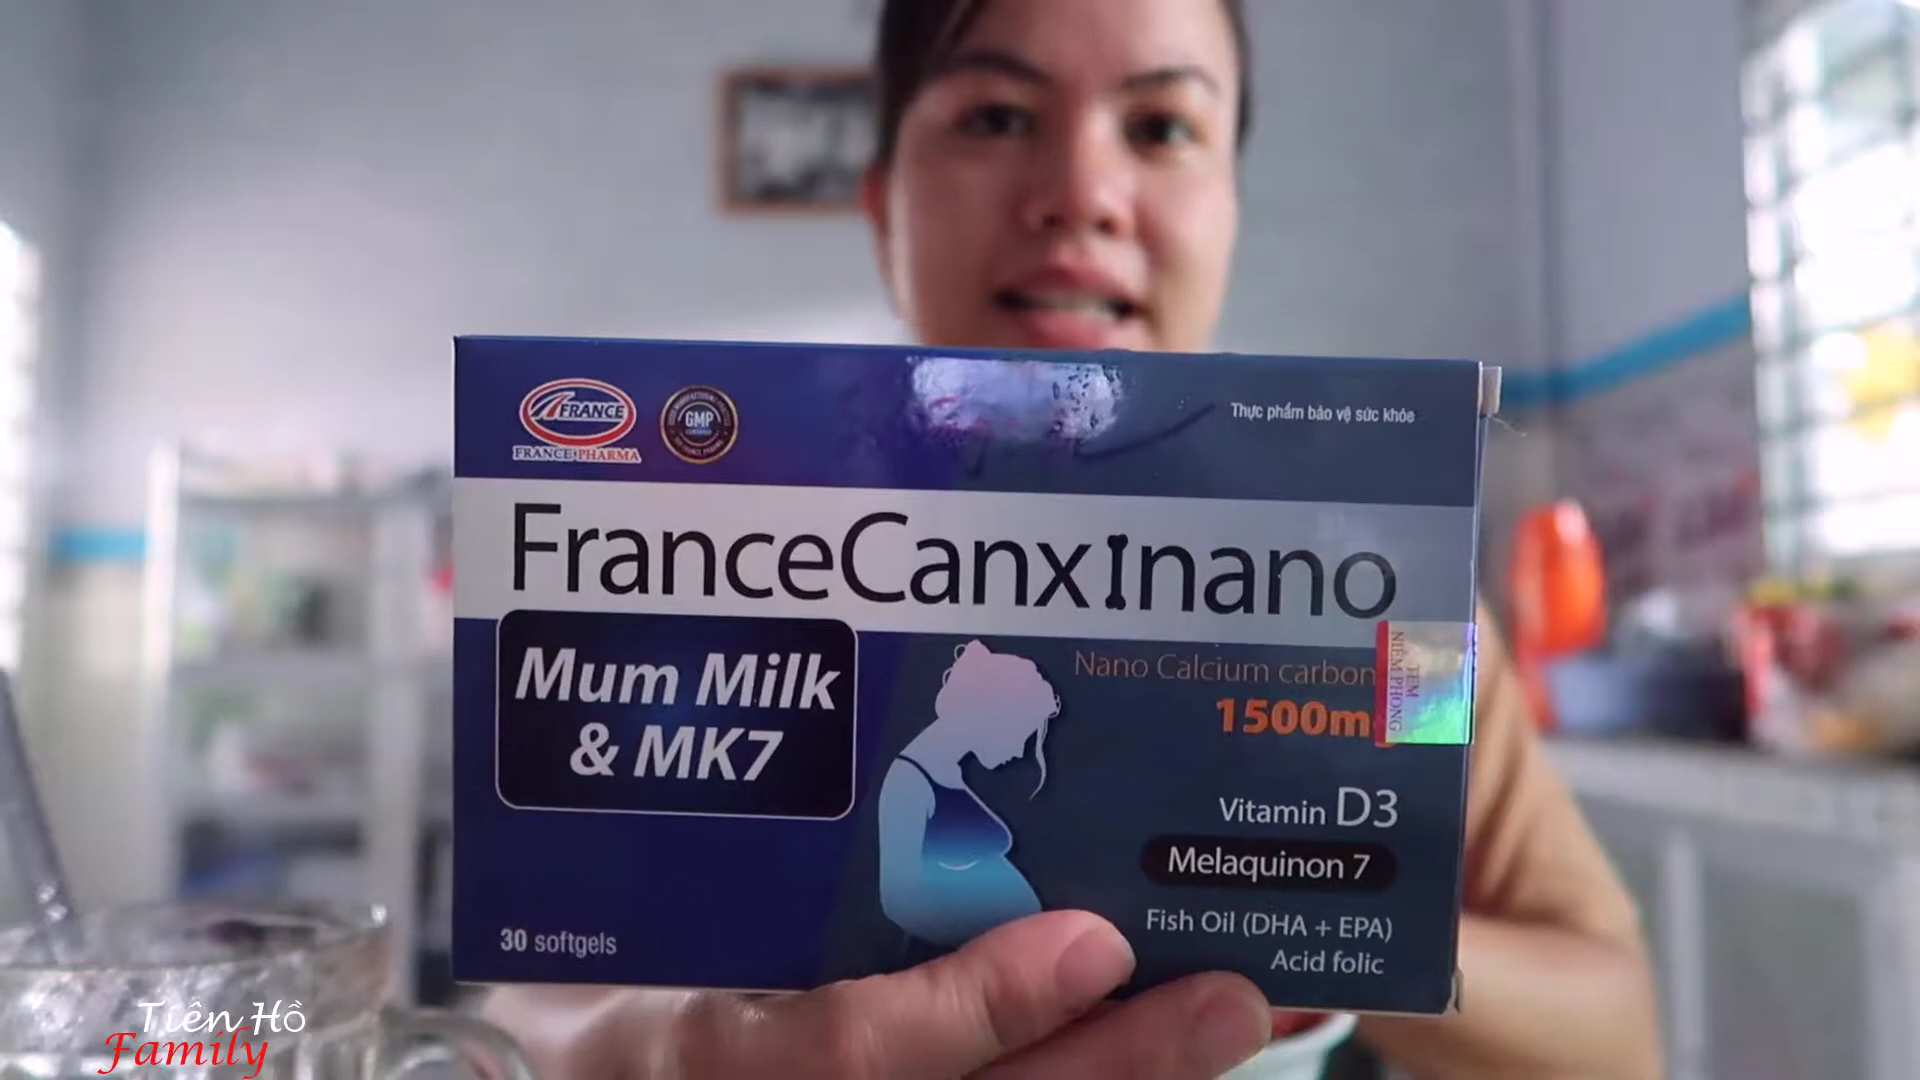 FRANCE
FRANCE PHARMA
GMP
Thực phẩm bảo vệ sức khỏe
FranceCanxInano
Mum Milk
& MK7
Nano Calcium carbon
1500m
TEM
NIÊM PHONG
Vitamin D3
Melaquinon 7
Fish Oil (DHA + EPA)
Acid folic
30 softgels
Tiên Hồ
Family